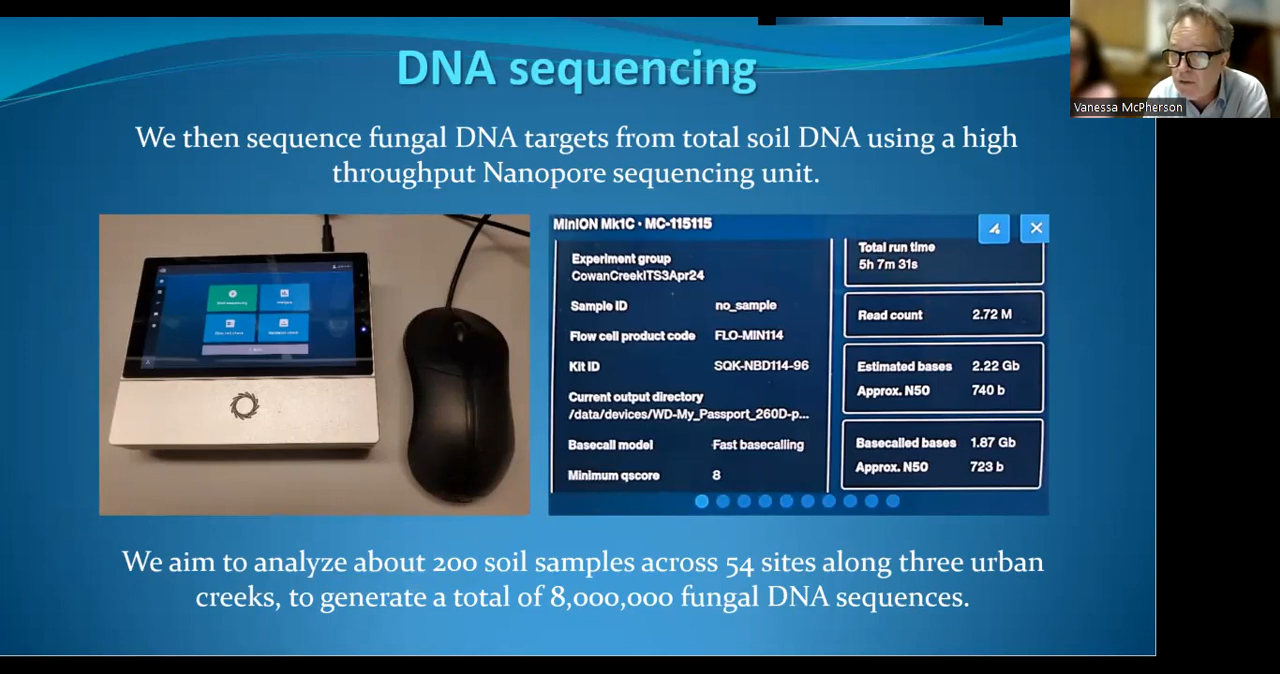 DNA sequencing
We then sequence fungal DNA targets from total soil DNA using a high
throughput Nanopore sequencing unit.
Vanessa McPherson
MinION Mk1C · MC-115115
Experiment group
CowanCreekITS3Apr24
Sample ID no_sample
Flow cell product code FLO-MIN114
Kit ID SQK-NBD114-96
Current output directory
/data/devices/WD-My_Passport_260D-p...
Basecall model Fast basecalling
Minimum qscore 8
Total run time
5h 7m 31s
Read count 2.72 M
Estimated bases 2.22 Gb
Approx. N50 740 b
Basecalled bases 1.87 Gb
Approx. N50 723 b
We aim to analyze about 200 soil samples across 54 sites along three urban
creeks, to generate a total of 8,000,000 fungal DNA sequences.